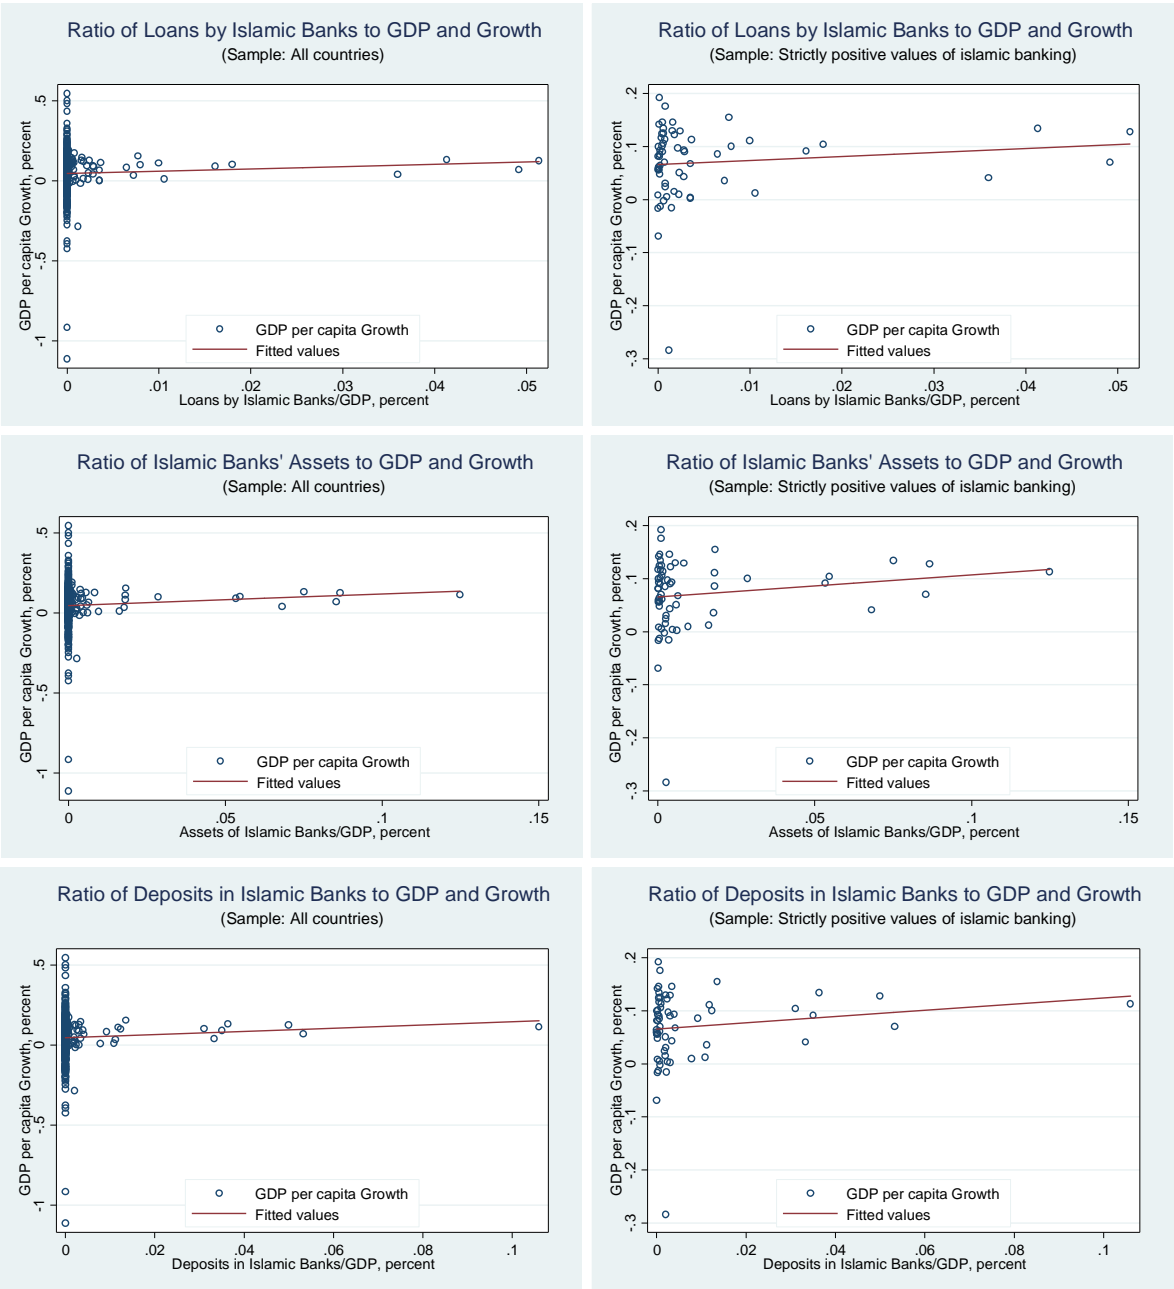 Ratio of Loans by Islamic Banks to GDP and Growth
(Sample: All countries)
GDP per capita Growth, percent
.5
0
-.5
-1
GDP per capita Growth
Fitted values
0 .01 .02 .03 .04 .05
Loans by Islamic Banks/GDP, percent
Ratio of Loans by Islamic Banks to GDP and Growth
(Sample: Strictly positive values of islamic banking)
GDP per capita Growth, percent
.2
.1
0
-.1
-.2
-.3
GDP per capita Growth
Fitted values
0 .01 .02 .03 .04 .05
Loans by Islamic Banks/GDP, percent
Ratio of Islamic Banks' Assets to GDP and Growth
(Sample: All countries)
GDP per capita Growth, percent
.5
0
-.5
-1
GDP per capita Growth
Fitted values
0 .05 .1 .15
Assets of Islamic Banks/GDP, percent
Ratio of Islamic Banks' Assets to GDP and Growth
(Sample: Strictly positive values of islamic banking)
GDP per capita Growth, percent
.2
.1
0
-.1
-.2
-.3
GDP per capita Growth
Fitted values
0 .05 .1 .15
Assets of Islamic Banks/GDP, percent
Ratio of Deposits in Islamic Banks to GDP and Growth
(Sample: All countries)
GDP per capita Growth, percent
.5
0
-.5
-1
GDP per capita Growth
Fitted values
0 .02 .04 .06 .08 .1
Deposits in Islamic Banks/GDP, percent
Ratio of Deposits in Islamic Banks to GDP and Growth
(Sample: Strictly positive values of islamic banking)
GDP per capita Growth, percent
.2
.1
0
-.1
-.2
-.3
GDP per capita Growth
Fitted values
0 .02 .04 .06 .08 .1
Deposits in Islamic Banks/GDP, percent